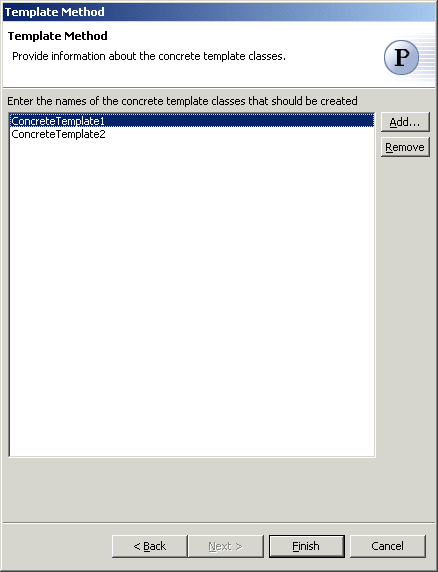 Template Method
Template Method
Provide information about the concrete template classes.
P
Enter the names of the concrete template classes that should be created
ConcreteTemplate1
ConcreteTemplate2
Add...
Remove
< Back
Next >
Finish
Cancel